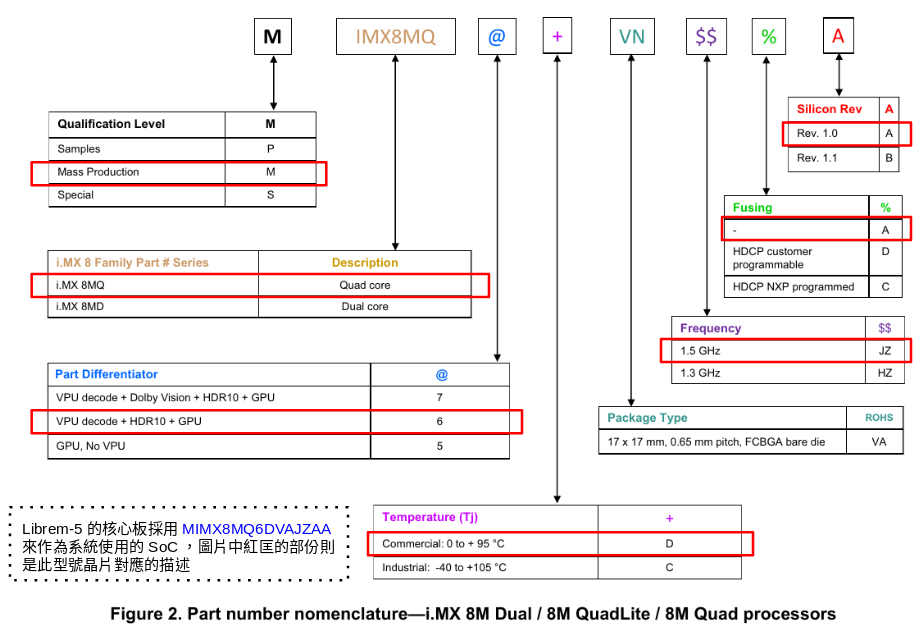 M IMX8MQ @ + VN $$ % A
Qualification Level M
Samples P
Mass Production M
Special S
Silicon Rev A
Rev. 1.0 A
Rev. 1.1 B
Fusing %
- A
HDCP customer
programmable D
HDCP NXP programmed C
i.MX 8 Family Part # Series Description
i.MX 8MQ Quad core
i.MX 8MD Dual core
Frequency $$
1.5 GHz JZ
1.3 GHz HZ
Part Differentiator @
VPU decode + Dolby Vision + HDR10 + GPU 7
VPU decode + HDR10 + GPU 6
GPU, No VPU 5
Package Type ROHS
17 x 17 mm, 0.65 mm pitch, FCBGA bare die VA
Librem-5 的核心板採用 MIMX8MQ6DVAJZAA
來作為系統使用的 SoC ，圖片中紅匡的部份則
是此型號晶片對應的描述
Temperature (Tj) +
Commercial: 0 to + 95 °C D
Industrial: -40 to +105 °C C
Figure 2. Part number nomenclature—i.MX 8M Dual / 8M QuadLite / 8M Quad processors